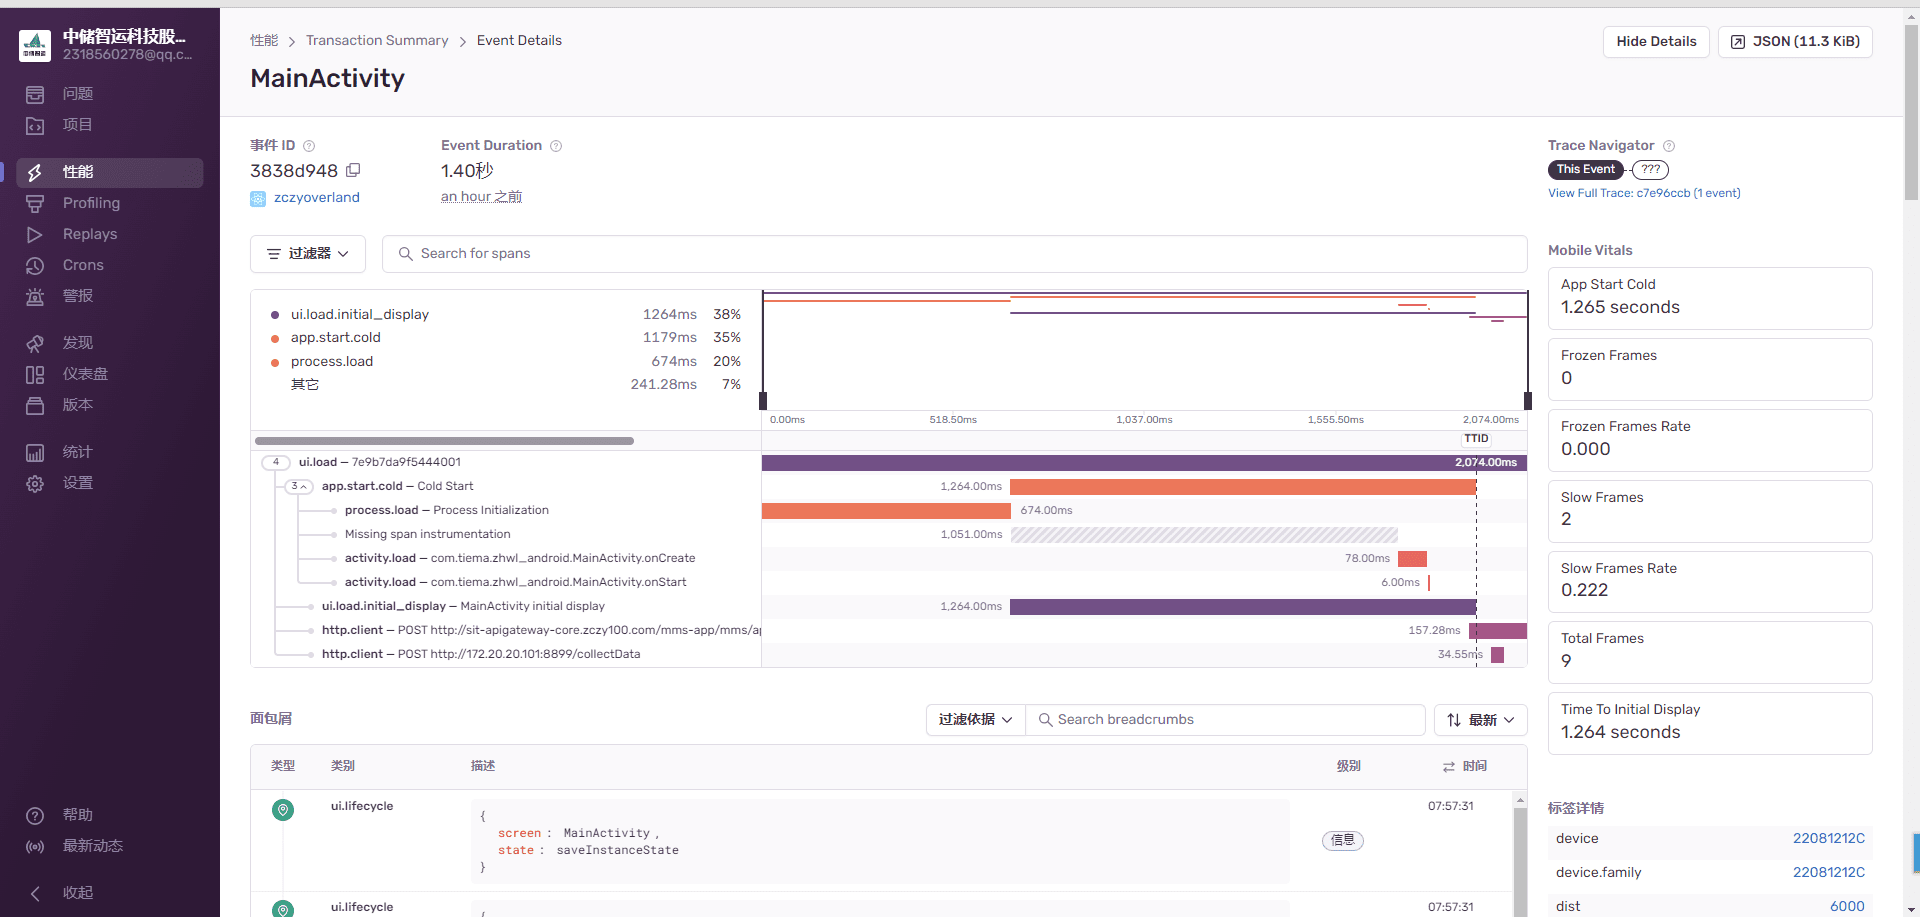 中储智运科技股...
2318560278@qq.c...
问题
项目
性能
Profiling
Replays
Crons
警报
发现
仪表盘
版本
统计
设置
帮助
最新动态
收起
性能 > Transaction Summary > Event Details
MainActivity
Hide Details
JSON (11.3 KiB)
事件 ID
3838d948
zczyoverland
Event Duration
1.40秒
an hour 之前
过滤器
Search for spans
ui.load.initial_display 1264ms 38%
app.start.cold 1179ms 35%
process.load 674ms 20%
其它 241.28ms 7%
0.00ms 518.50ms 1,037.00ms 1,555.50ms 2,074.00ms
TTID
4 ui.load — 7e9b7da9f5444001 2,074.00ms
3 app.start.cold — Cold Start 1,264.00ms
process.load — Process Initialization 674.00ms
Missing span instrumentation 1,051.00ms
activity.load — com.tiema.zhwl_android.MainActivity.onCreate 78.00ms
activity.load — com.tiema.zhwl_android.MainActivity.onStart 6.00ms
ui.load.initial_display — MainActivity initial display 1,264.00ms
http.client — POST http://sit-apigateway-core.zczy100.com/mms-app/mms/ap 157.28ms
http.client — POST http://172.20.20.101:8899/collectData 34.55ms
面包屑
过滤依据
Search breadcrumbs
最新
类型 类别 描述 级别 时间
ui.lifecycle
{
screen : MainActivity ,
state : saveInstanceState
}
信息
07:57:31
ui.lifecycle
{
07:57:31
Trace Navigator
This Event ???
View Full Trace: c7e96ccb (1 event)
Mobile Vitals
App Start Cold
1.265 seconds
Frozen Frames
0
Frozen Frames Rate
0.000
Slow Frames
2
Slow Frames Rate
0.222
Total Frames
9
Time To Initial Display
1.264 seconds
标签详情
device 22081212C
device.family 22081212C
dist 6000